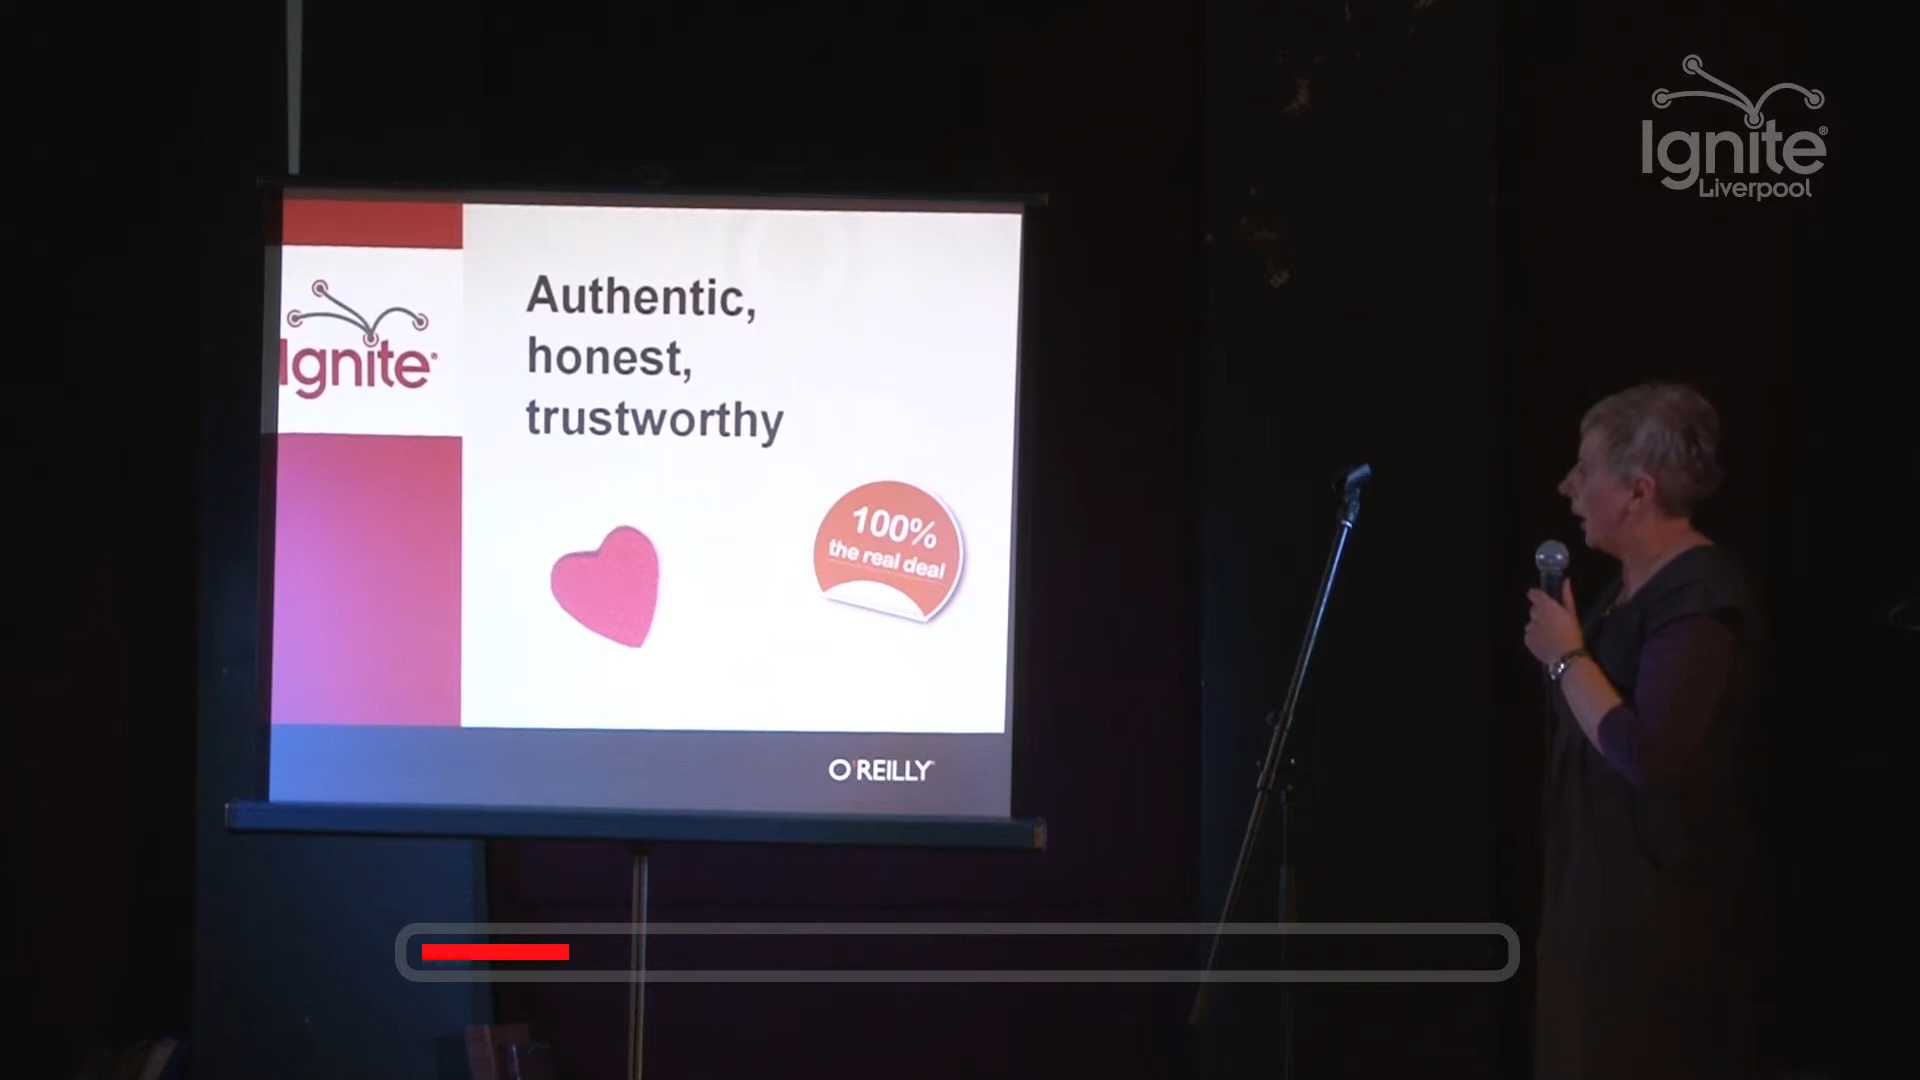 Ignite®
Liverpool
Authentic,
honest,
trustworthy
Ignite®
100%
the real deal
O'REILLY®